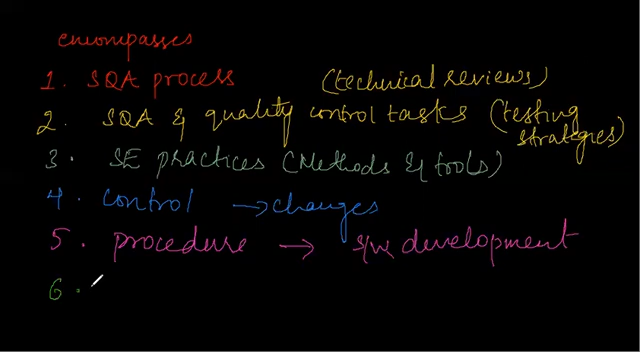 encompasses
1. SQA process (technical reviews)
2. SQA & quality control tasks (testing strategies)
3. SE practices (Methods & tools)
4. control → changes
5. procedure → s/w development
6.